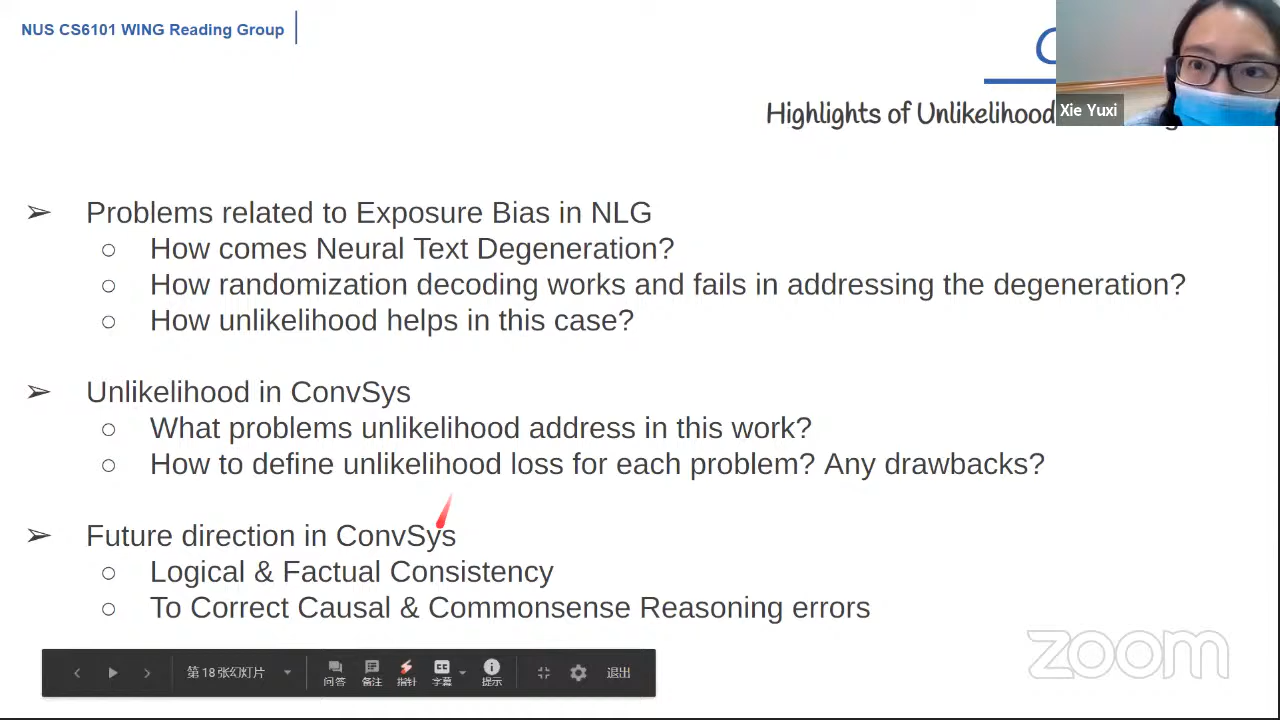 NUS CS6101 WING Reading Group
Xie Yuxi
Highlights of Unlikelihood
➢ Problems related to Exposure Bias in NLG
○ How comes Neural Text Degeneration?
○ How randomization decoding works and fails in addressing the degeneration?
○ How unlikelihood helps in this case?
➢ Unlikelihood in ConvSys
○ What problems unlikelihood address in this work?
○ How to define unlikelihood loss for each problem? Any drawbacks?
➢ Future direction in ConvSys
○ Logical & Factual Consistency
○ To Correct Causal & Commonsense Reasoning errors
zoom
第 18 张幻灯片 问答 备注 指针 CC 字幕 提示 退出